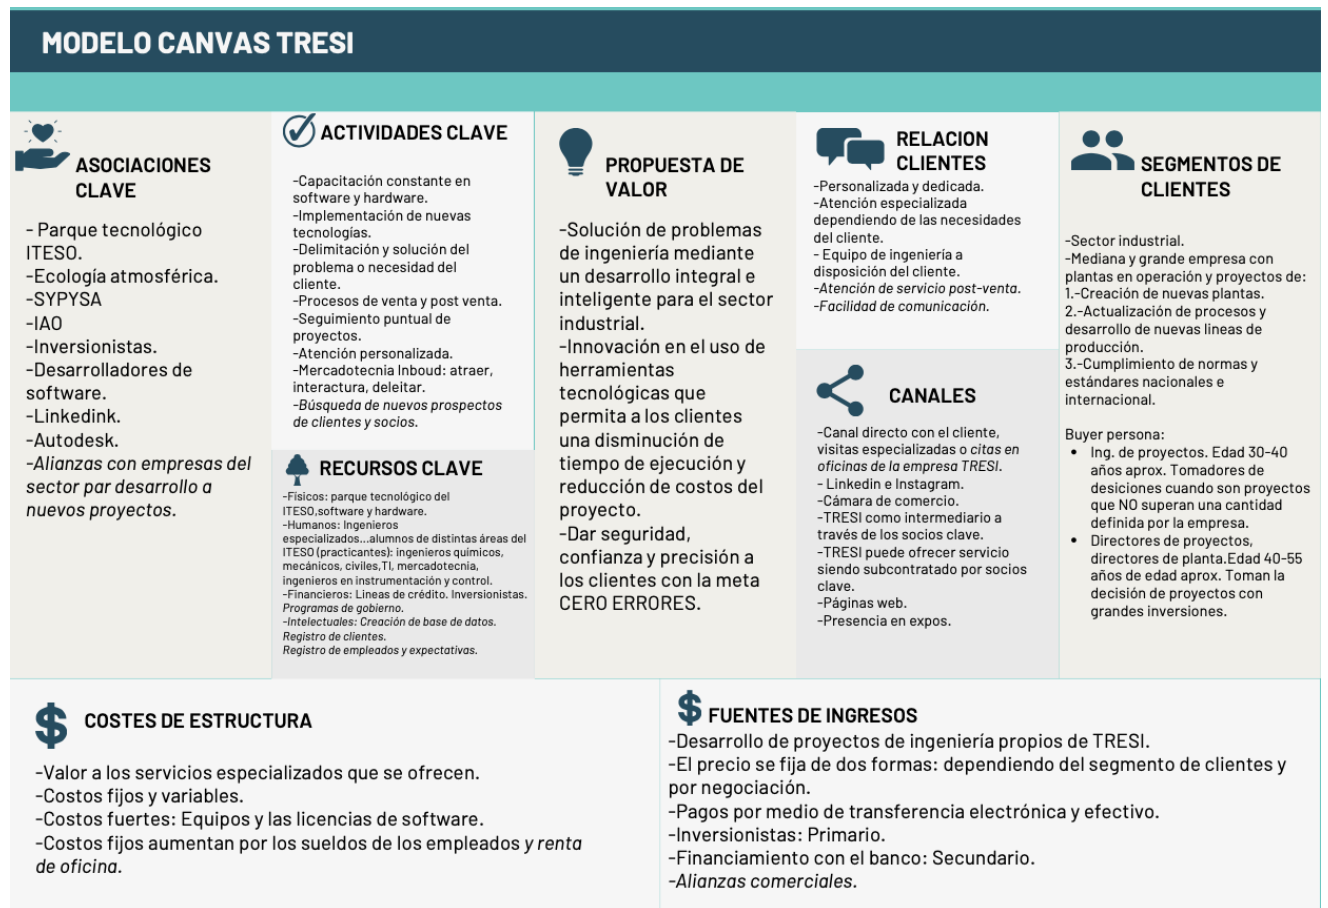 MODELO CANVAS TRESI
ASOCIACIONES
CLAVE
- Parque tecnológico
ITESO.
-Ecología atmosférica.
-SYPYSA
-IAO
-Inversionistas.
-Desarrolladores de
software.
-Linkedink.
-Autodesk.
-Alianzas con empresas del
sector par desarrollo a
nuevos proyectos.
ACTIVIDADES CLAVE
-Capacitación constante en
software y hardware.
-Implementación de nuevas
tecnologías.
-Delimitación y solución del
problema o necesidad del
cliente.
-Procesos de venta y post venta.
-Seguimiento puntual de
proyectos.
-Atención personalizada.
-Mercadotecnia Inboud: atraer,
interactura, deleitar.
-Búsqueda de nuevos prospectos
de clientes y socios.
RECURSOS CLAVE
-Físicos: parque tecnológico del
ITESO,software y hardware.
-Humanos: Ingenieros
especializados...alumnos de distintas áreas del
ITESO (practicantes): ingenieros químicos,
mecánicos, civiles,TI, mercadotecnia,
ingenieros en instrumentación y control.
-Financieros: Lineas de crédito. Inversionistas.
Programas de gobierno.
-Intelectuales: Creación de base de datos.
Registro de clientes.
Registro de empleados y expectativas.
PROPUESTA DE
VALOR
-Solución de problemas
de ingeniería mediante
un desarrollo integral e
inteligente para el sector
industrial.
-Innovación en el uso de
herramientas
tecnológicas que
permita a los clientes
una disminución de
tiempo de ejecución y
reducción de costos del
proyecto.
-Dar seguridad,
confianza y precisión a
los clientes con la meta
CERO ERRORES.
RELACION
CLIENTES
-Personalizada y dedicada.
-Atención especializada
dependiendo de las necesidades
del cliente.
- Equipo de ingeniería a
disposición del cliente.
-Atención de servicio post-venta.
-Facilidad de comunicación.
CANALES
-Canal directo con el cliente,
visitas especializadas o citas en
oficinas de la empresa TRESI.
- Linkedin e Instagram.
-Cámara de comercio.
-TRESI como intermediario a
través de los socios clave.
-TRESI puede ofrecer servicio
siendo subcontratado por socios
clave.
-Páginas web.
-Presencia en expos.
SEGMENTOS DE
CLIENTES
-Sector industrial.
-Mediana y grande empresa con
plantas en operación y proyectos de:
1.-Creación de nuevas plantas.
2.-Actualización de procesos y
desarrollo de nuevas lineas de
producción.
3.-Cumplimiento de normas y
estándares nacionales e
internacional.
Buyer persona:
• Ing. de proyectos. Edad 30-40
años aprox. Tomadores de
desiciones cuando son proyectos
que NO superan una cantidad
definida por la empresa.
• Directores de proyectos,
directores de planta.Edad 40-55
años de edad aprox. Toman la
decisión de proyectos con
grandes inversiones.
COSTES DE ESTRUCTURA
-Valor a los servicios especializados que se ofrecen.
-Costos fijos y variables.
-Costos fuertes: Equipos y las licencias de software.
-Costos fijos aumentan por los sueldos de los empleados y renta
de oficina.
FUENTES DE INGRESOS
-Desarrollo de proyectos de ingeniería propios de TRESI.
-El precio se fija de dos formas: dependiendo del segmento de clientes y
por negociación.
-Pagos por medio de transferencia electrónica y efectivo.
-Inversionistas: Primario.
-Financiamiento con el banco: Secundario.
-Alianzas comerciales.